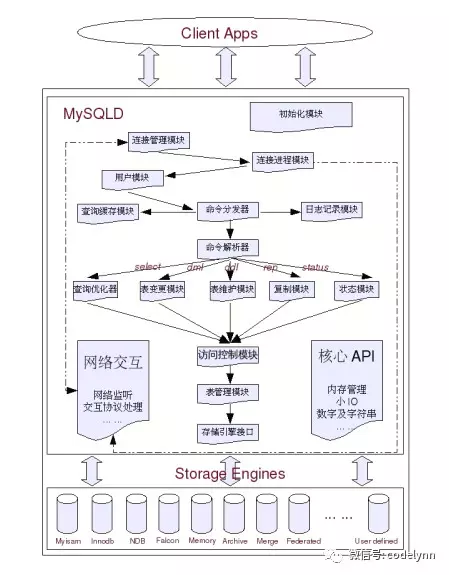 Client Apps
MySQLD
初始化模块
连接管理模块
连接进程模块
用户模块
查询缓存模块
命令分发器
日志记录模块
命令解析器
select
dml
ddl
rep
status
查询优化器
表变更模块
表维护模块
复制模块
状态模块
访问控制模块
网络交互
网络监听
交互协议处理
... ...
核心 API
内存管理
小 IO
数字及字符串
... ...
表管理模块
存储引擎接口
Storage Engines
Myisam
Innodb
NDB
Falcon
Memory
Archive
Merge
Federated
... ...
User defined
微信号: codelynn